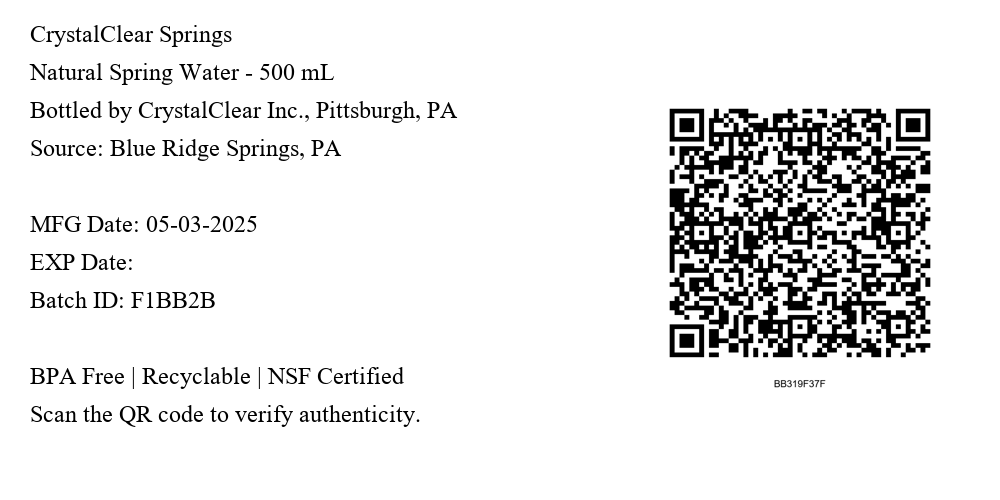 CrystalClear Springs
Natural Spring Water - 500 mL
Bottled by CrystalClear Inc., Pittsburgh, PA
Source: Blue Ridge Springs, PA
MFG Date: 05-03-2025
EXP Date:
Batch ID: F1BB2B
BPA Free | Recyclable | NSF Certified
Scan the QR code to verify authenticity.
BB319F37F